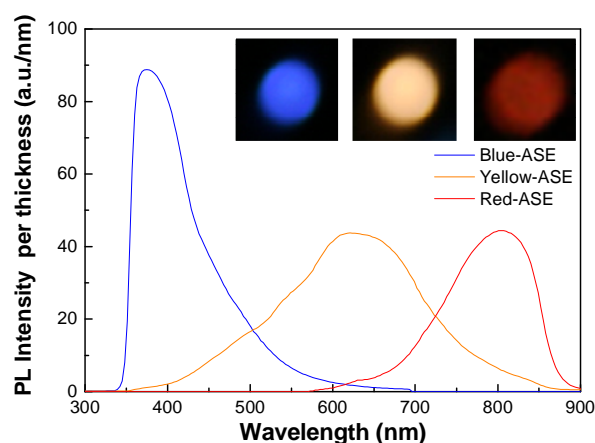 100
80
60
40
20
0
PL Intensity per thickness (a.u./nm)
Blue-ASE
Yellow-ASE
Red-ASE
300 400 500 600 700 800 900
Wavelength (nm)